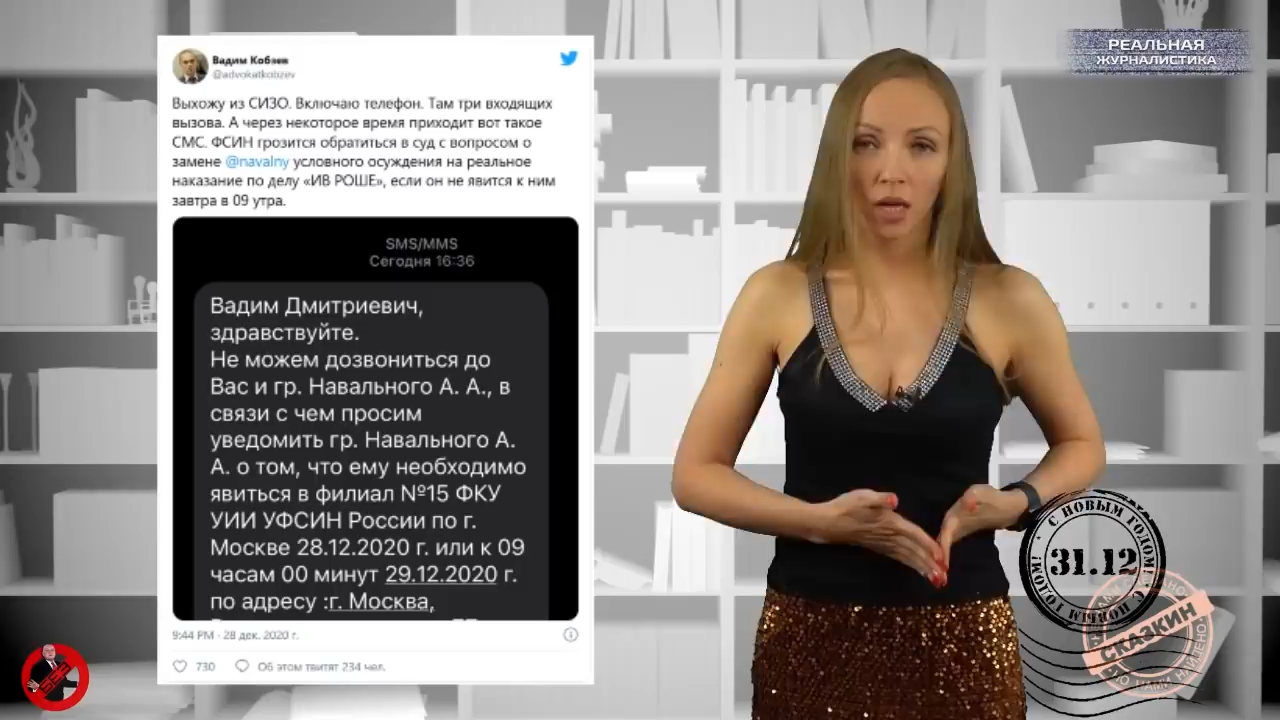 РЕАЛЬНАЯ
ЖУРНАЛИСТИКА
Вадим Кобзев
@advokatkobzev
Выхожу из СИЗО. Включаю телефон. Там три входящих
вызова. А через некоторое время приходит вот такое
СМС. ФСИН грозится обратиться в суд с вопросом о
замене @navalny условного осуждения на реальное
наказание по делу «ИВ РОШЕ», если он не явится к ним
завтра в 09 утра.
SMS/MMS
Сегодня 16:36
Вадим Дмитриевич,
здравствуйте.
Не можем дозвониться до
Вас и гр. Навального А. А., в
связи с чем просим
уведомить гр. Навального А.
А. о том, что ему необходимо
явиться в филиал №15 ФКУ
УИИ УФСИН России по г.
Москве 28.12.2020 г. или к 09
часам 00 минут 29.12.2020 г.
по адресу :г. Москва,
9:44 PM · 28 дек. 2020 г.
730
Об этом твитят 234 чел.
С НОВЫМ ГОДОМ!
31.12
СКАЗКИН